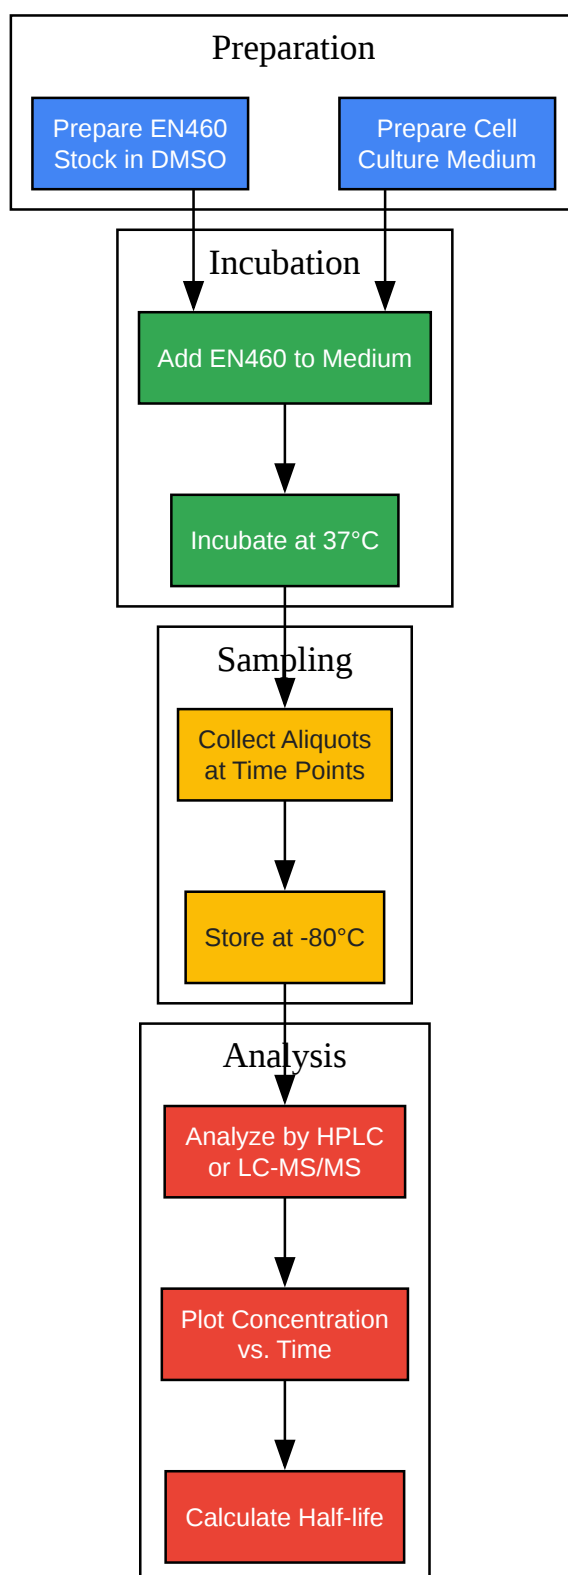 Preparation
Prepare EN460
Stock in DMSO
Prepare Cell
Culture Medium
Incubation
Add EN460 to Medium
Incubate at 37°C
Sampling
Collect Aliquots
at Time Points
Store at -80°C
Analysis
Analyze by HPLC
or LC-MS/MS
Plot Concentration
vs. Time
Calculate Half-life